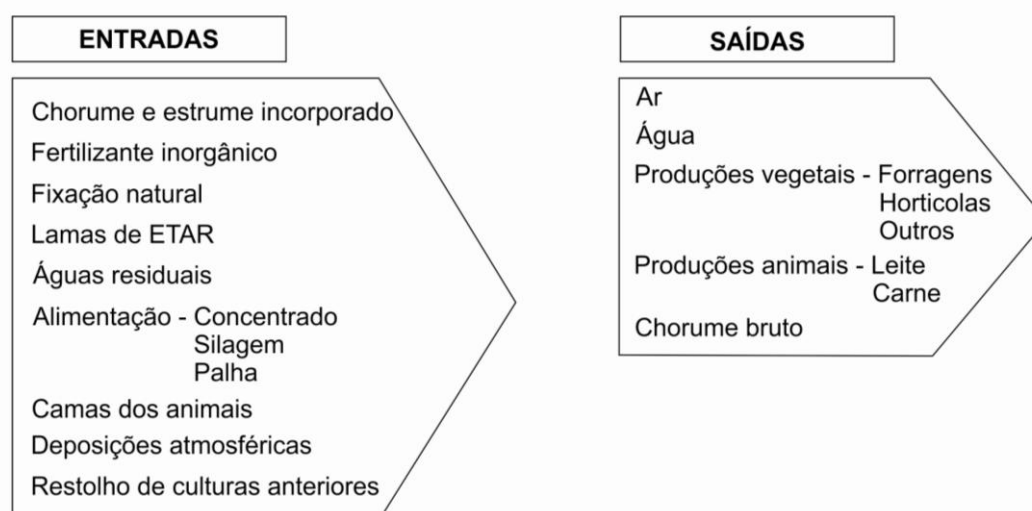 ENTRADAS
Chorume e estrume incorporado
Fertilizante inorgânico
Fixação natural
Lamas de ETAR
Águas residuais
Alimentação - Concentrado
Silagem
Palha
Camas dos animais
Deposições atmosféricas
Restolho de culturas anteriores
SAÍDAS
Ar
Água
Produções vegetais - Forragens
Horticolas
Outros
Produções animais - Leite
Carne
Chorume bruto